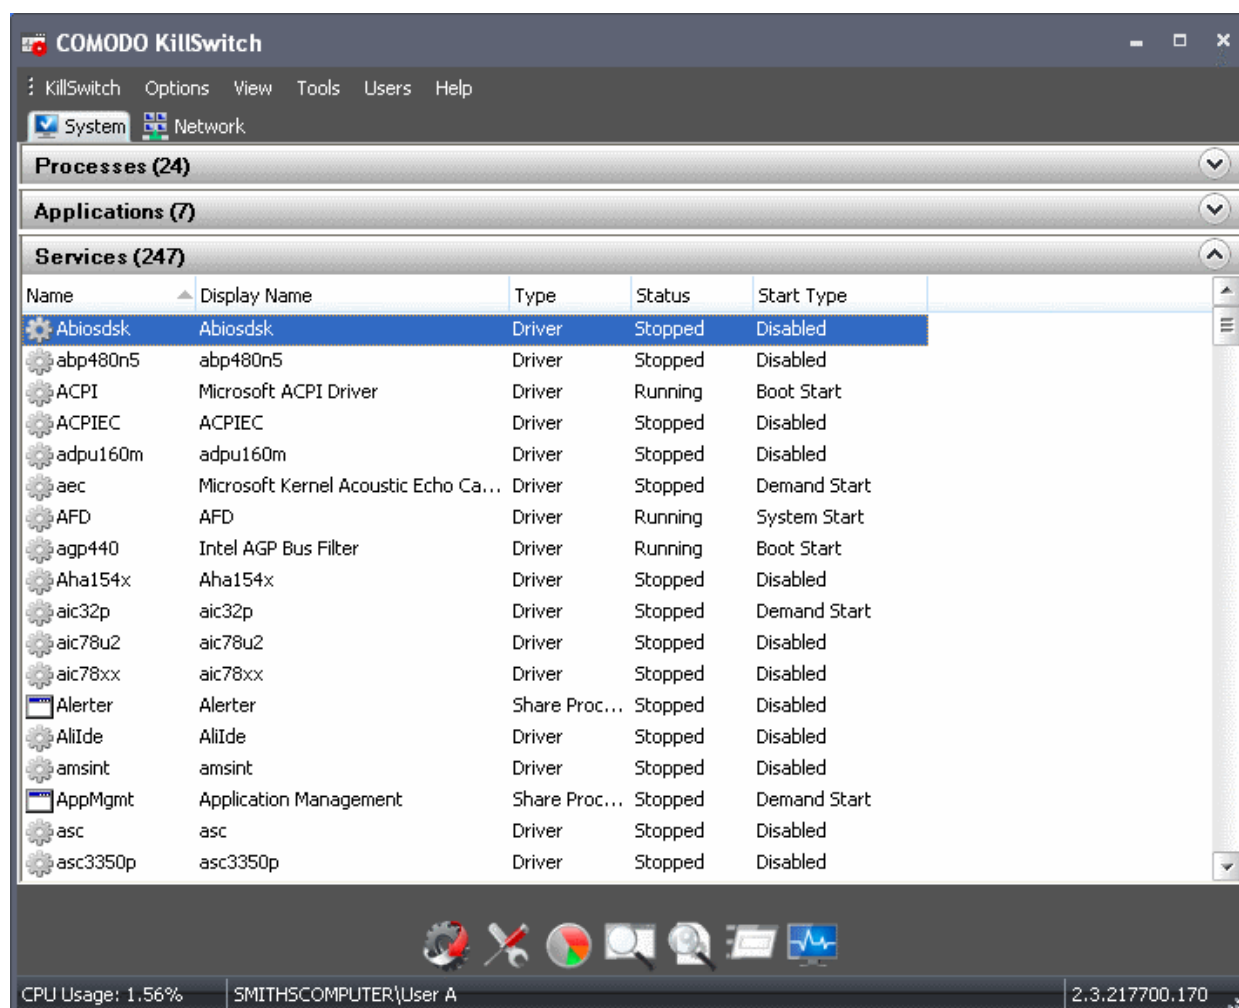 COMODO KillSwitch
KillSwitch Options View Tools Users Help
System Network
Processes (24)
Applications (7)
Services (247)
Name Display Name Type Status Start Type
Abiosdsk Abiosdsk Driver Stopped Disabled
abp480n5 abp480n5 Driver Stopped Disabled
ACPI Microsoft ACPI Driver Driver Running Boot Start
ACPIEC ACPIEC Driver Stopped Disabled
adpu160m adpu160m Driver Stopped Disabled
aec Microsoft Kernel Acoustic Echo Ca... Driver Stopped Demand Start
AFD AFD Driver Running System Start
agp440 Intel AGP Bus Filter Driver Running Boot Start
Aha154x Aha154x Driver Stopped Disabled
aic32p aic32p Driver Stopped Demand Start
aic78u2 aic78u2 Driver Stopped Disabled
aic78xx aic78xx Driver Stopped Disabled
Alerter Alerter Share Proc... Stopped Disabled
AliIde AliIde Driver Stopped Disabled
amsint amsint Driver Stopped Disabled
AppMgmt Application Management Share Proc... Stopped Demand Start
asc asc Driver Stopped Disabled
asc3350p asc3350p Driver Stopped Disabled
CPU Usage: 1.56% SMITHSCOMPUTER\User A 2.3.217700.170